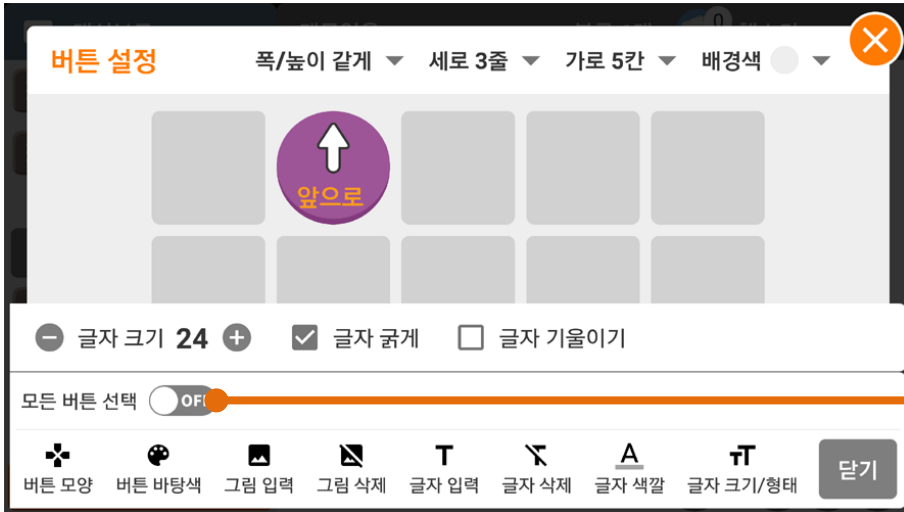 버튼 설정 폭/높이 같게 세로 3줄 가로 5칸 배경색
앞으로
글자 크기 24 글자 굵게 글자 기울이기
모든 버튼 선택 OFF
버튼 모양 버튼 바탕색 그림 입력 그림 삭제 글자 입력 글자 삭제 글자 색깔 글자 크기/형태 닫기